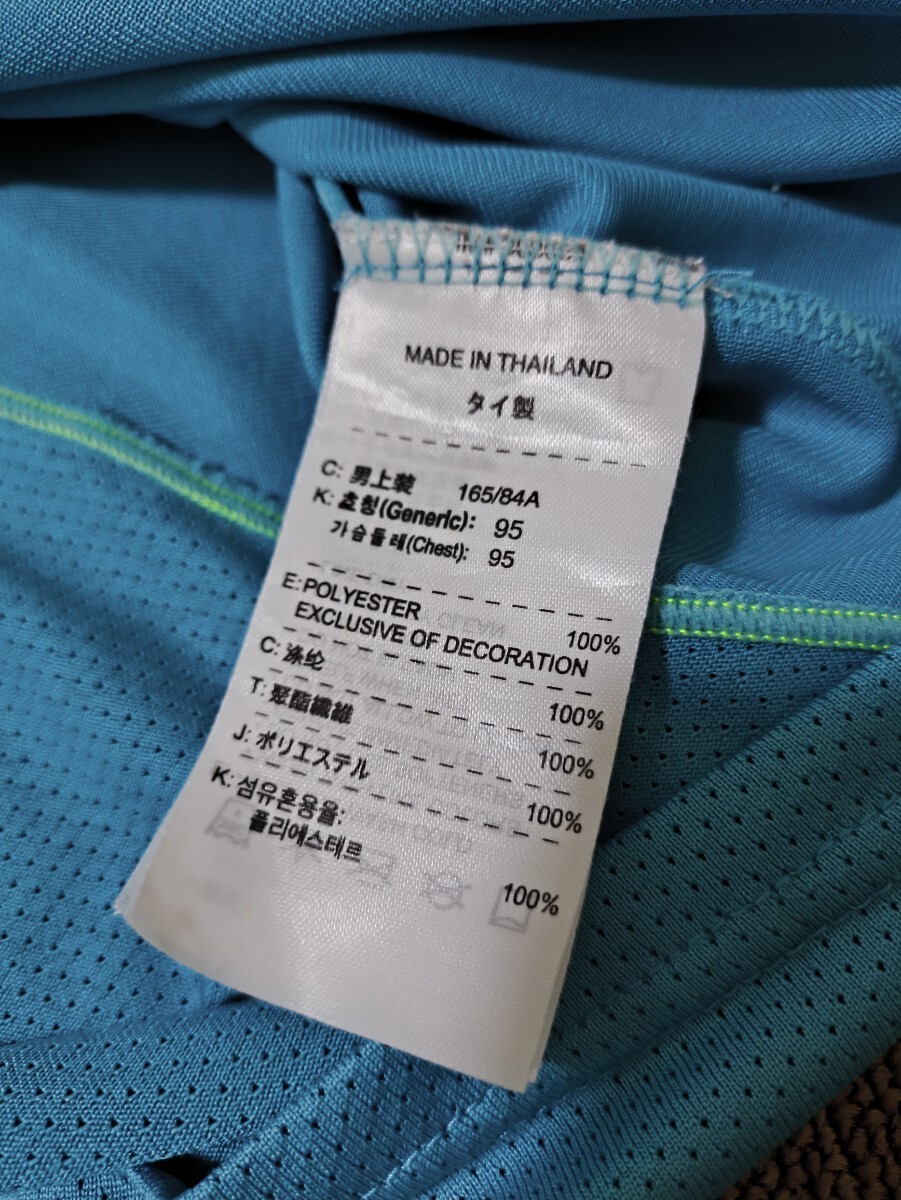 MADE IN THAILAND
タイ製
C: 男上装 165/84A
K: 호칭(Generic): 95
가슴둘레(Chest): 95
E: POLYESTER 100%
EXCLUSIVE OF DECORATION
C: 涤纶 100%
T: 聚酯纖維 100%
J: ポリエステル 100%
K: 섬유혼용율:
폴리에스테르 100%